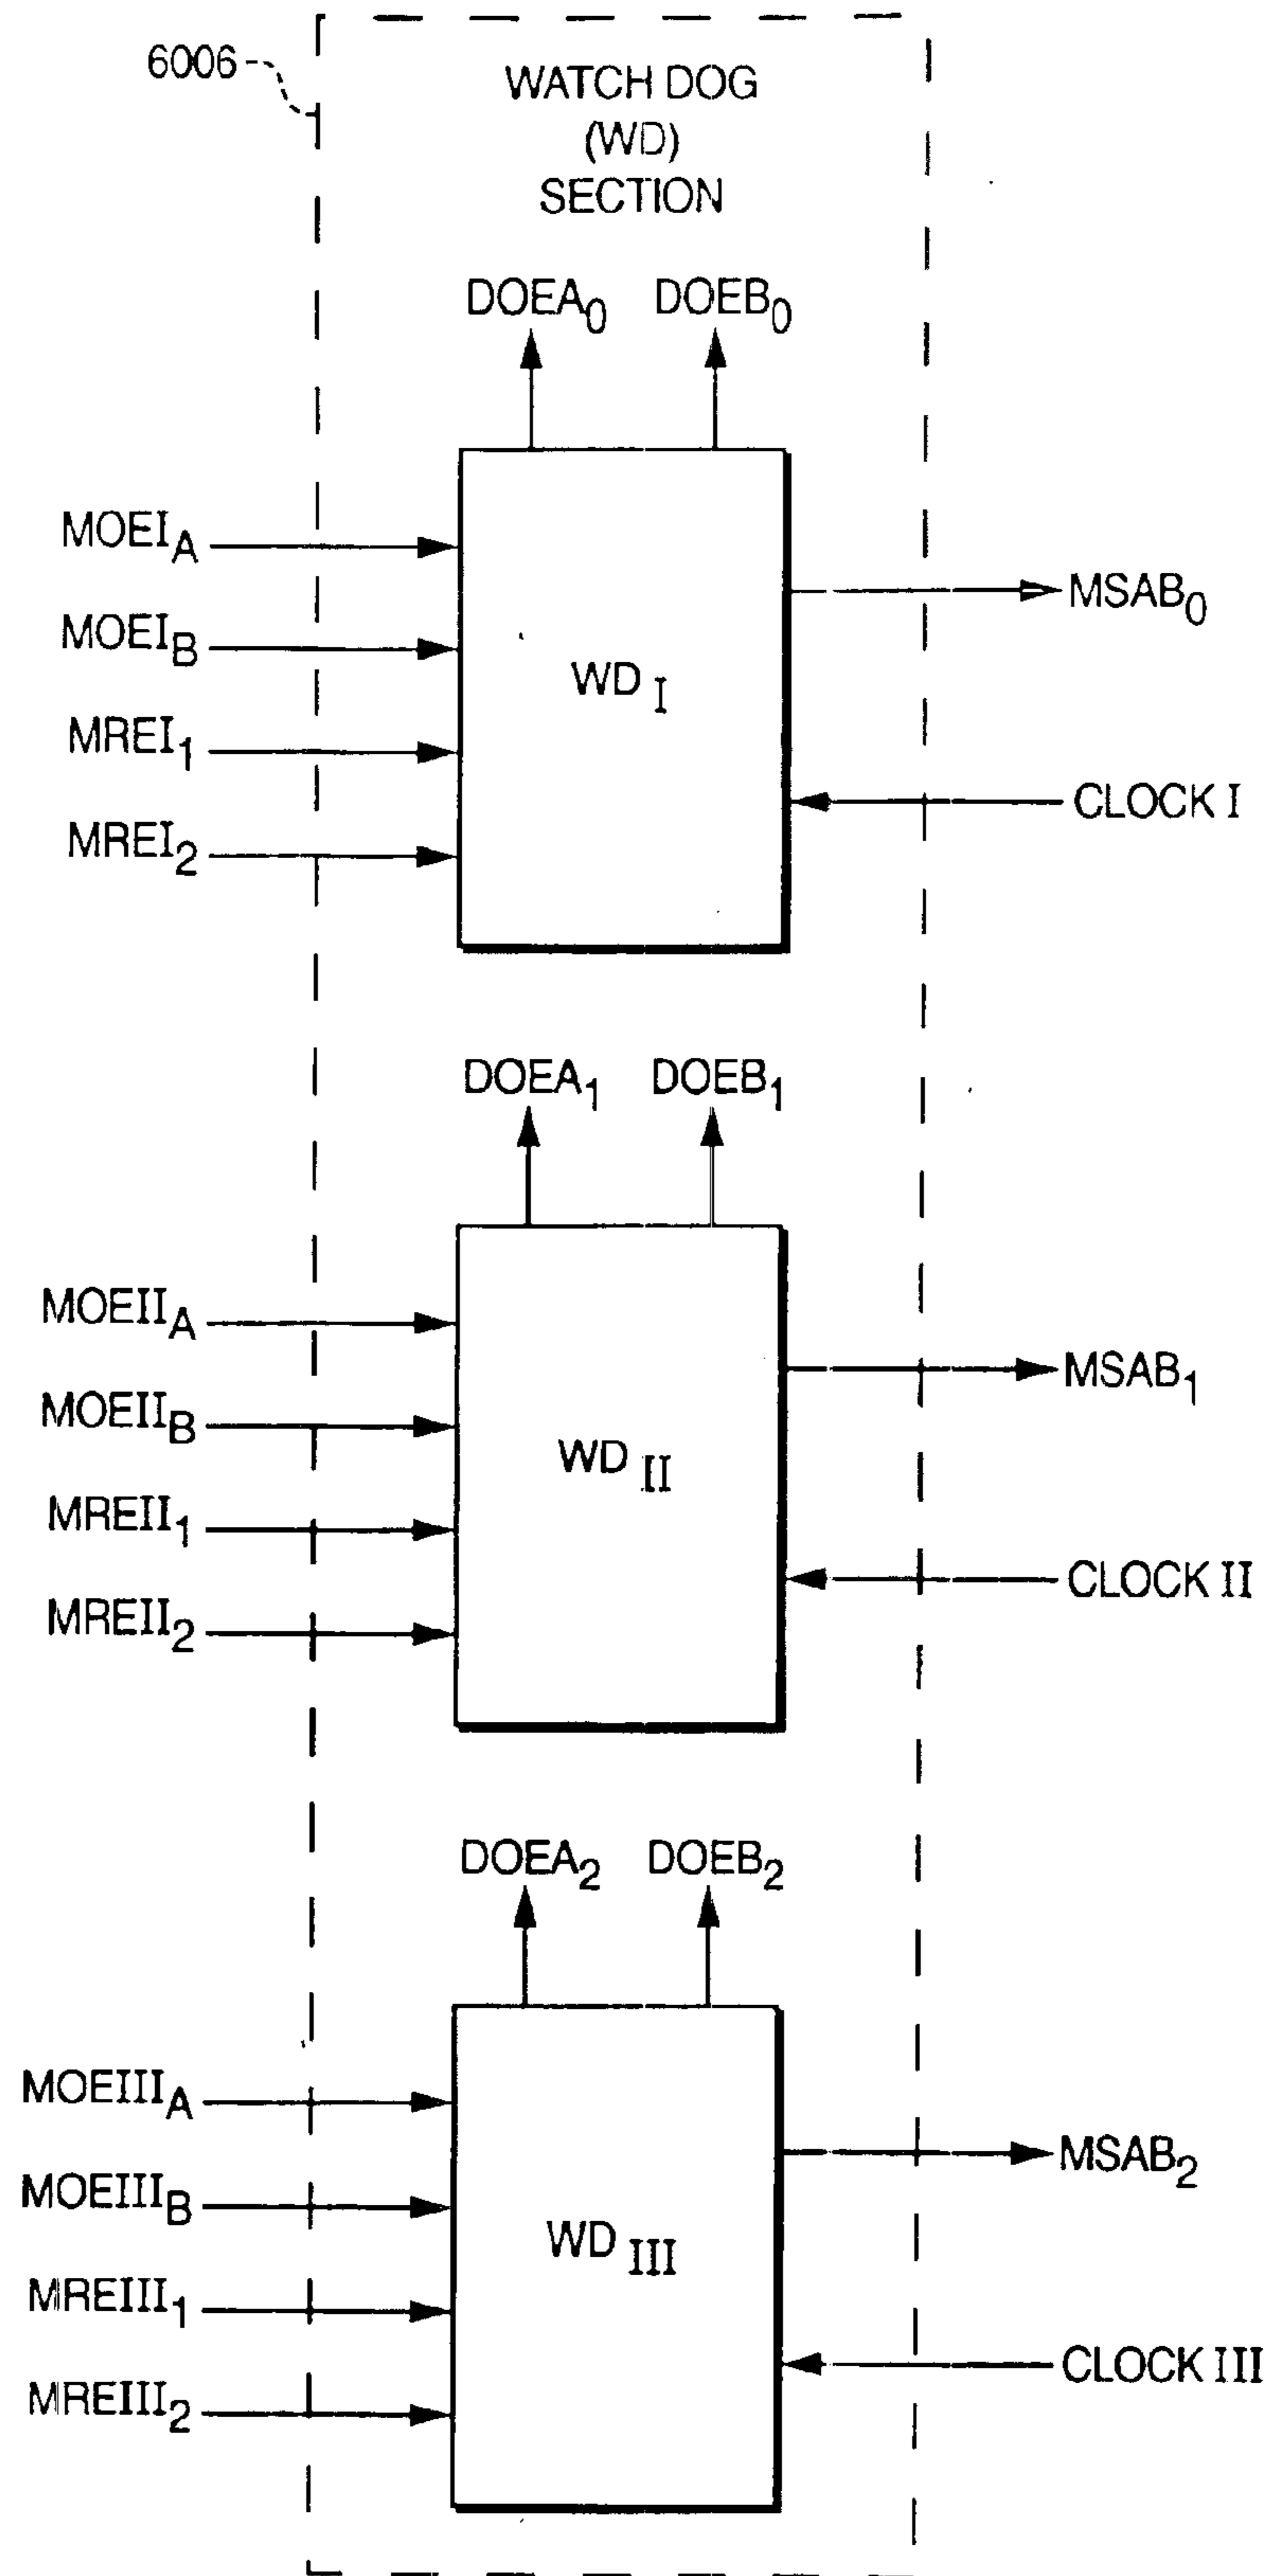 6006
WATCH DOG
(WD)
SECTION
DOEA0 DOEB0
MOEIA
MOEIB
MREI1
MREI2
WD I
MSAB0
CLOCK I
DOEA1 DOEB1
MOEIIA
MOEIIB
MREII1
MREII2
WD II
MSAB1
CLOCK II
DOEA2 DOEB2
MOEIIIA
MOEIIIB
MREIII1
MREIII2
WD III
MSAB2
CLOCK III